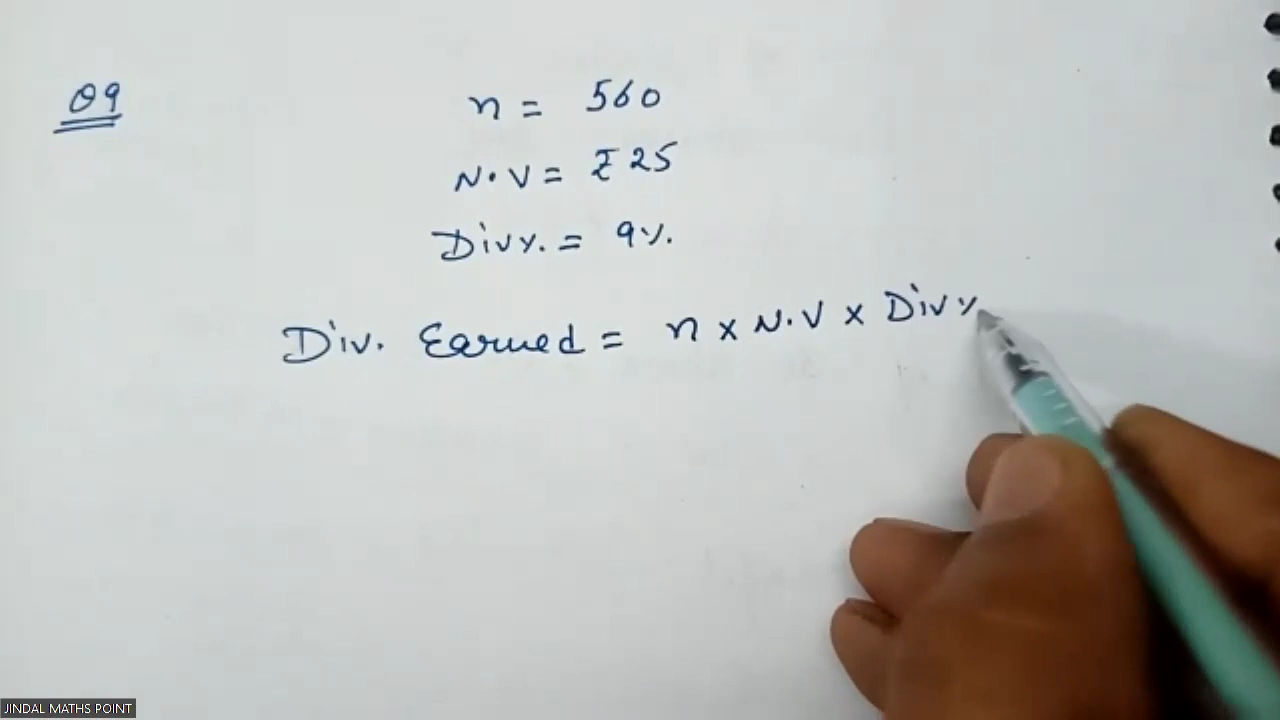 Q9
n = 560
N.V = ₹25
Div%. = 9%.
Div. Earned = n × N.V × Div%
JINDAL MATHS POINT